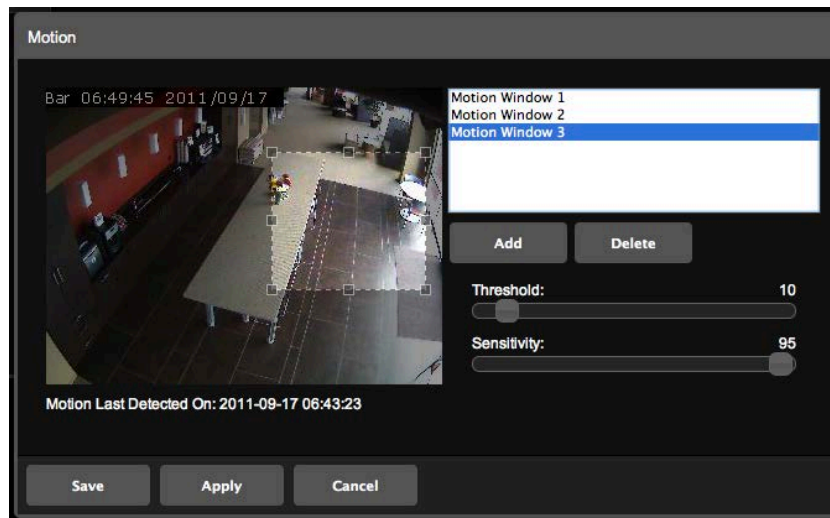 Motion
Bar 06:49:45 2011/09/17
Motion Window 1
Motion Window 2
Motion Window 3
Add Delete
Threshold: 10
Sensitivity: 95
Motion Last Detected On: 2011-09-17 06:43:23
Save Apply Cancel